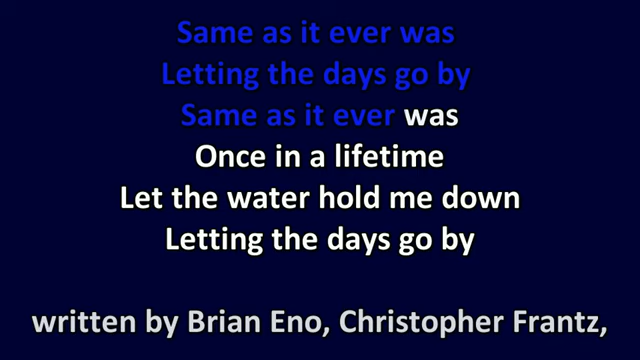 Same as it ever was
Letting the days go by
Same as it ever was
Once in a lifetime
Let the water hold me down
Letting the days go by
written by Brian Eno, Christopher Frantz,